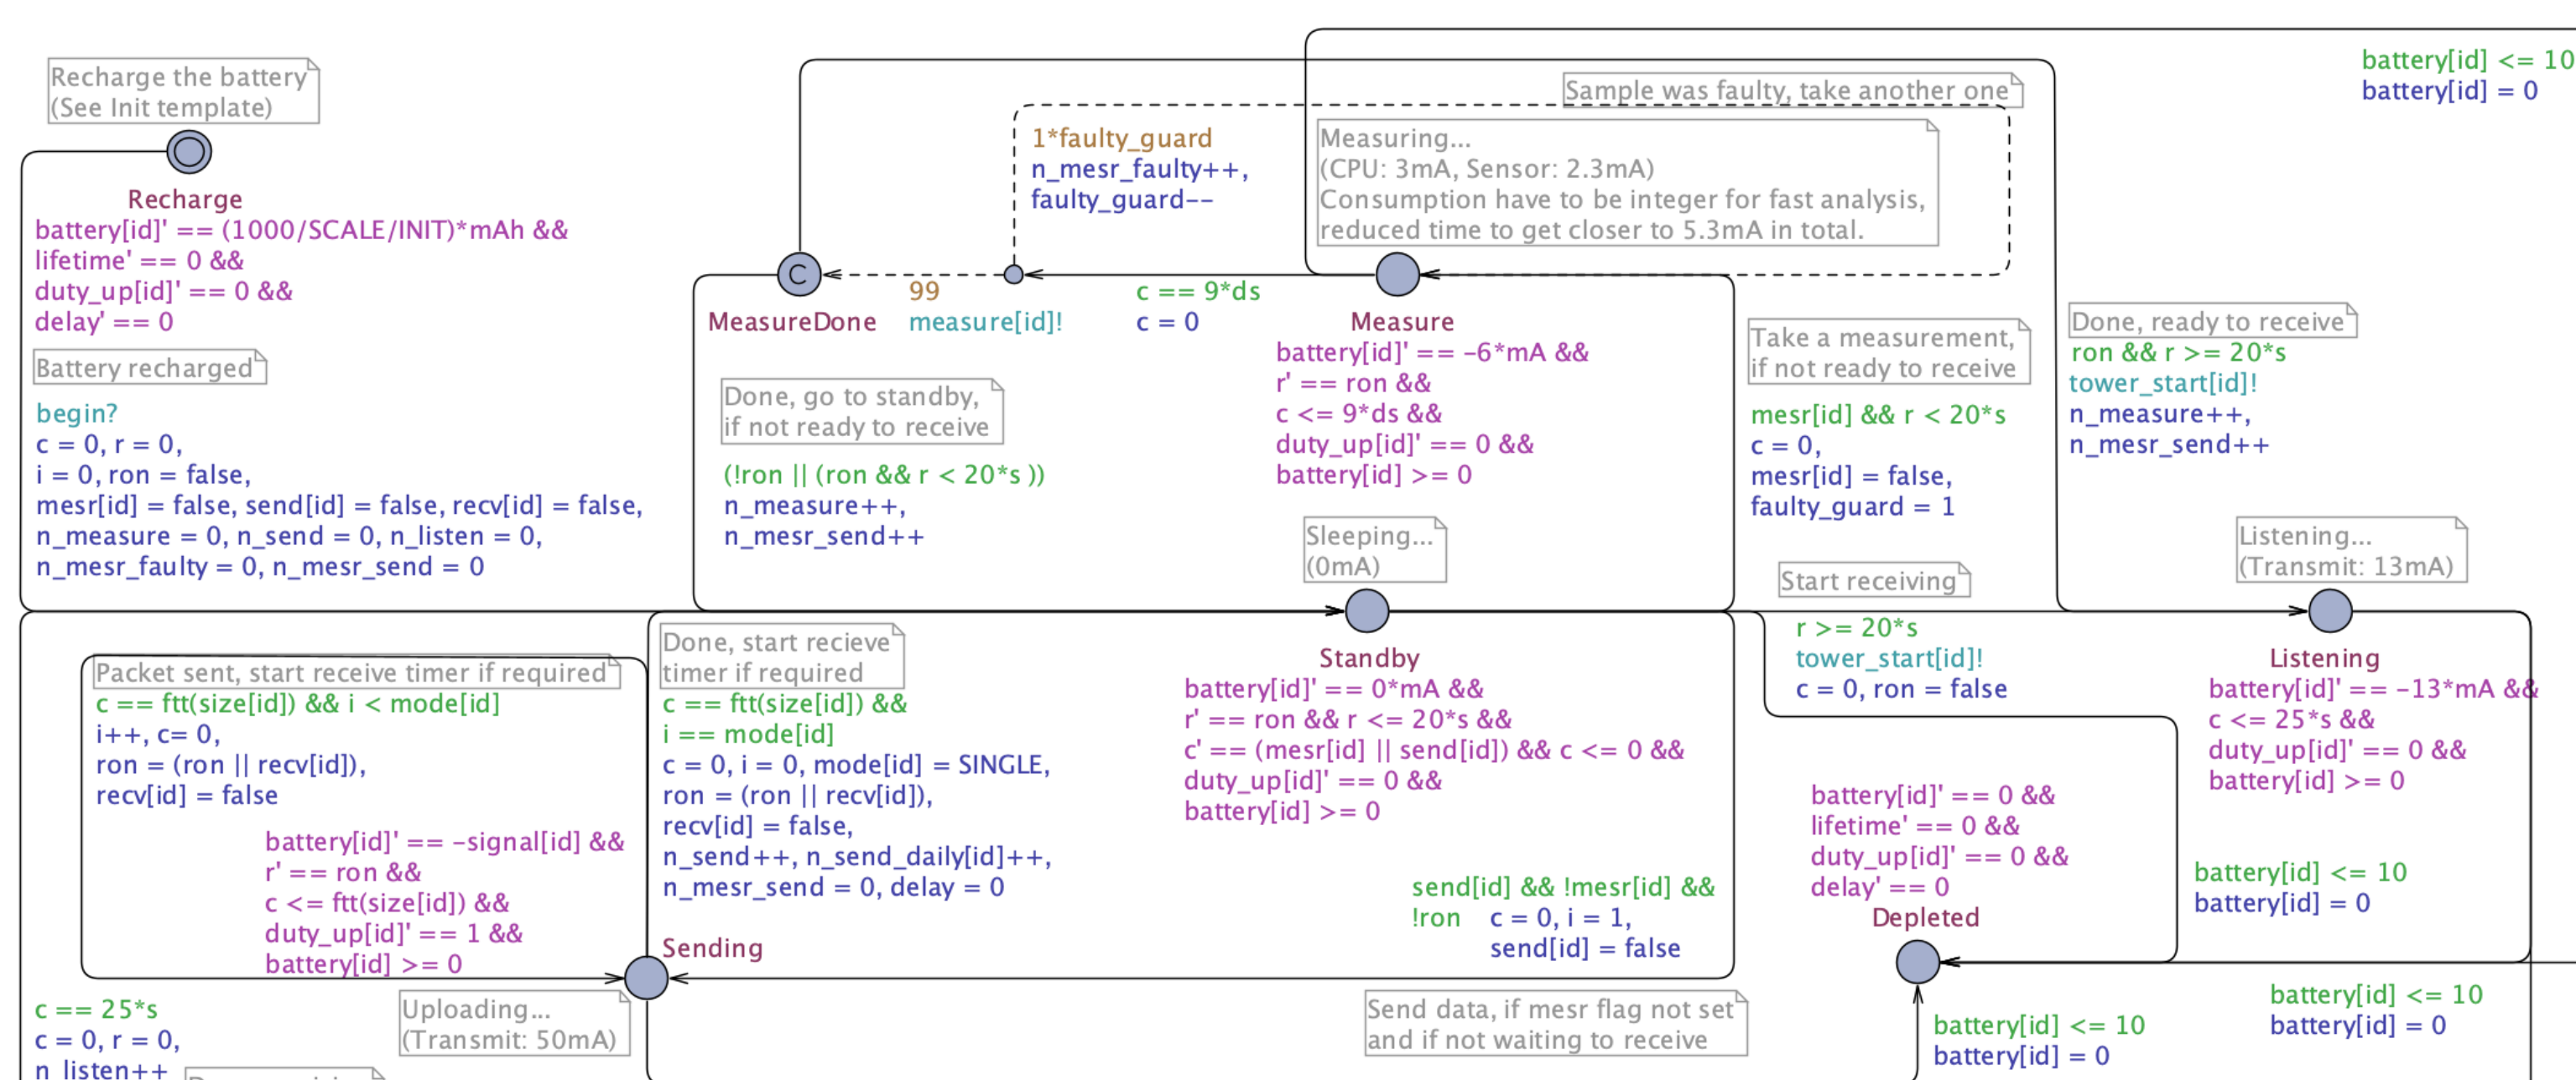 Recharge the battery
(See Init template)
Recharge
battery[id]' == (1000/SCALE/INIT)*mAh &&
lifetime' == 0 &&
duty_up[id]' == 0 &&
delay' == 0
Battery recharged
begin?
c = 0, r = 0,
i = 0, ron = false,
mesr[id] = false, send[id] = false, recv[id] = false,
n_measure = 0, n_send = 0, n_listen = 0,
n_mesr_faulty = 0, n_mesr_send = 0
1*faulty_guard
n_mesr_faulty++,
faulty_guard--
Sample was faulty, take another one
Measuring...
(CPU: 3mA, Sensor: 2.3mA)
Consumption have to be integer for fast analysis,
reduced time to get closer to 5.3mA in total.
battery[id] <= 10
battery[id] = 0
C
MeasureDone
99
measure[id]!
c == 9*ds
c = 0
Measure
battery[id]' == -6*mA &&
r' == ron &&
c <= 9*ds &&
duty_up[id]' == 0 &&
battery[id] >= 0
Done, go to standby,
if not ready to receive
(!ron || (ron && r < 20*s ))
n_measure++,
n_mesr_send++
Take a measurement,
if not ready to receive
mesr[id] && r < 20*s
c = 0,
mesr[id] = false,
faulty_guard = 1
Done, ready to receive
ron && r >= 20*s
tower_start[id]!
n_measure++,
n_mesr_send++
Sleeping...
(0mA)
Standby
battery[id]' == 0*mA &&
r' == ron && r <= 20*s &&
c' == (mesr[id] || send[id]) && c <= 0 &&
duty_up[id]' == 0 &&
battery[id] >= 0
Start receiving
r >= 20*s
tower_start[id]!
c = 0, ron = false
Listening...
(Transmit: 13mA)
Listening
battery[id]' == -13*mA &&
c <= 25*s &&
duty_up[id]' == 0 &&
battery[id] >= 0
Packet sent, start receive timer if required
c == ftt(size[id]) && i < mode[id]
i++, c= 0,
ron = (ron || recv[id]),
recv[id] = false
battery[id]' == -signal[id] &&
r' == ron &&
c <= ftt(size[id]) &&
duty_up[id]' == 1 &&
battery[id] >= 0
Done, start recieve
timer if required
c == ftt(size[id]) &&
i == mode[id]
c = 0, i = 0, mode[id] = SINGLE,
ron = (ron || recv[id]),
recv[id] = false,
n_send++, n_send_daily[id]++,
n_mesr_send = 0, delay = 0
Sending
Uploading...
(Transmit: 50mA)
send[id] && !mesr[id] &&
!ron
c = 0, i = 1,
send[id] = false
Send data, if mesr flag not set
and if not waiting to receive
battery[id]' == 0 &&
lifetime' == 0 &&
duty_up[id]' == 0 &&
delay' == 0
Depleted
battery[id] <= 10
battery[id] = 0
battery[id] <= 10
battery[id] = 0
battery[id] <= 10
battery[id] = 0
c == 25*s
c = 0, r = 0,
n_listen++